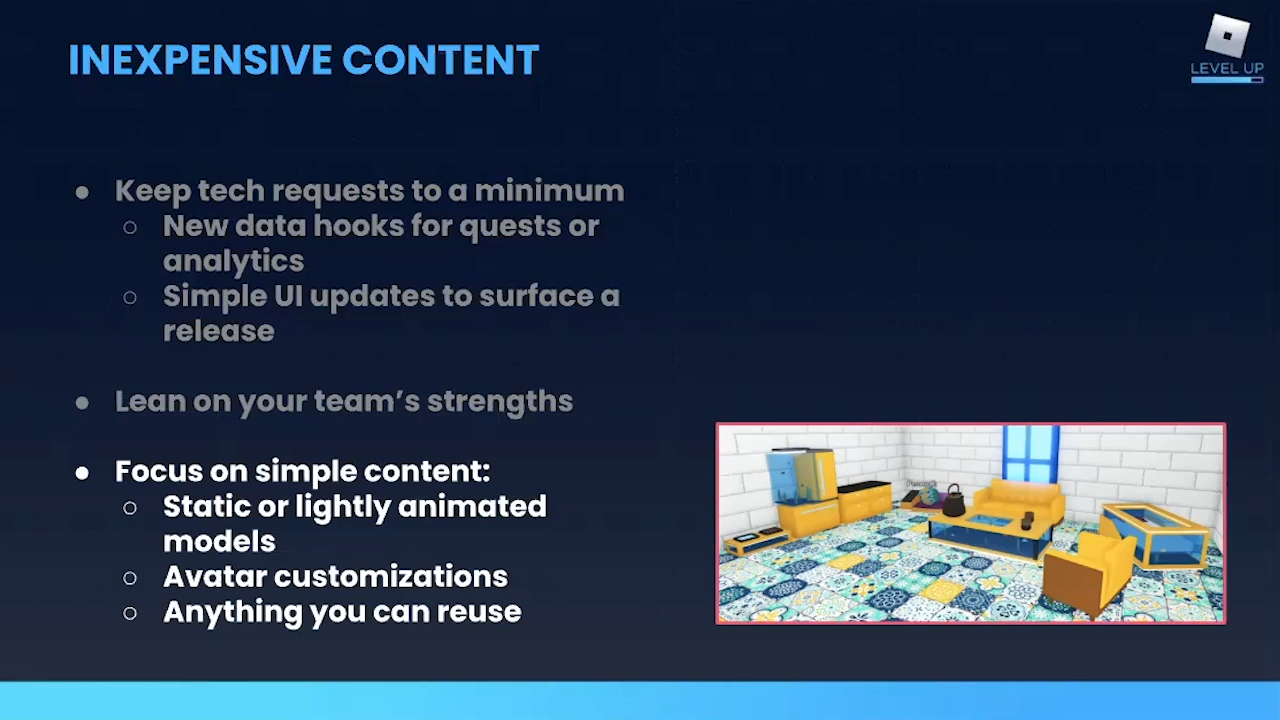 INEXPENSIVE CONTENT
LEVEL UP
● Keep tech requests to a minimum
○ New data hooks for quests or
analytics
○ Simple UI updates to surface a
release
● Lean on your team’s strengths
● Focus on simple content:
○ Static or lightly animated
models
○ Avatar customizations
○ Anything you can reuse